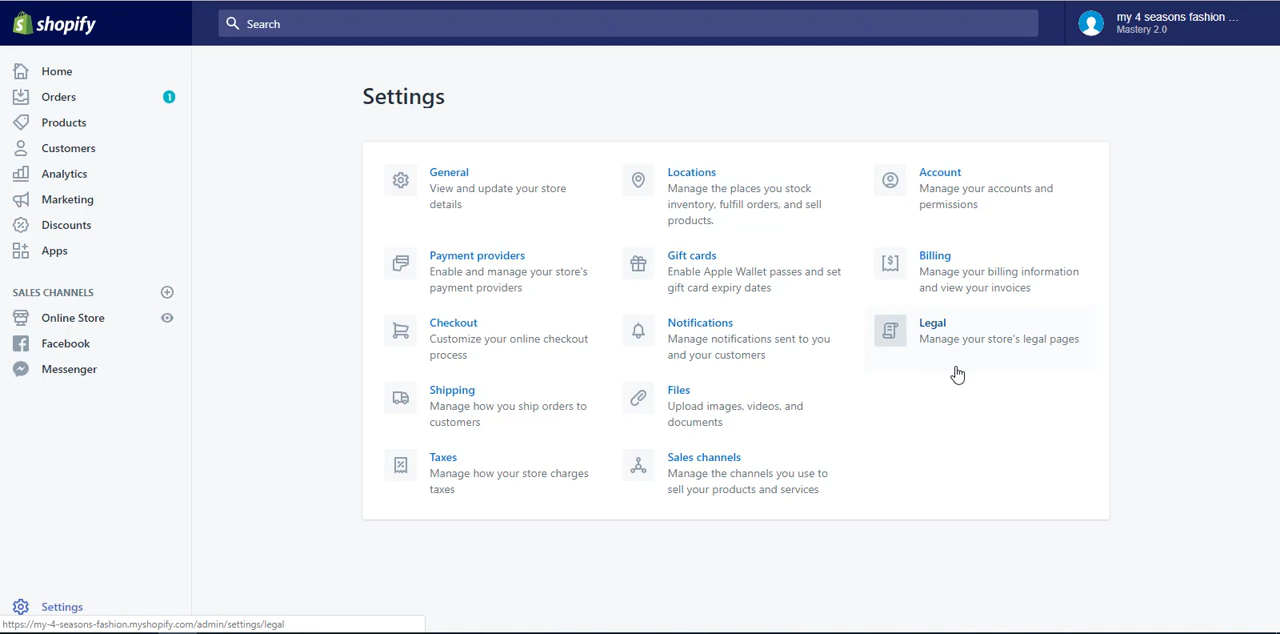 shopify
Search
my 4 seasons fashion ...
Mastery 2.0
Home
Orders
1
Products
Customers
Analytics
Marketing
Discounts
Apps
SALES CHANNELS
Online Store
Facebook
Messenger
Settings
https://my-4-seasons-fashion.myshopify.com/admin/settings/legal
Settings
General
View and update your store
details
Locations
Manage the places you stock
inventory, fulfill orders, and sell
products.
Account
Manage your accounts and
permissions
Payment providers
Enable and manage your store's
payment providers
Gift cards
Enable Apple Wallet passes and set
gift card expiry dates
Billing
Manage your billing information
and view your invoices
Checkout
Customize your online checkout
process
Notifications
Manage notifications sent to you
and your customers
Legal
Manage your store's legal pages
Shipping
Manage how you ship orders to
customers
Files
Upload images, videos, and
documents
Taxes
Manage how your store charges
taxes
Sales channels
Manage the channels you use to
sell your products and services